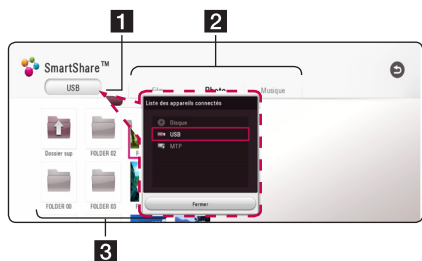 1
2
SmartShare™
USB
Photo
Musique
Liste des appareils connectés
Disque
USB
MTP
Fermer
Dossier sup
FOLDER 02
FOLDER 00
FOLDER 03
3